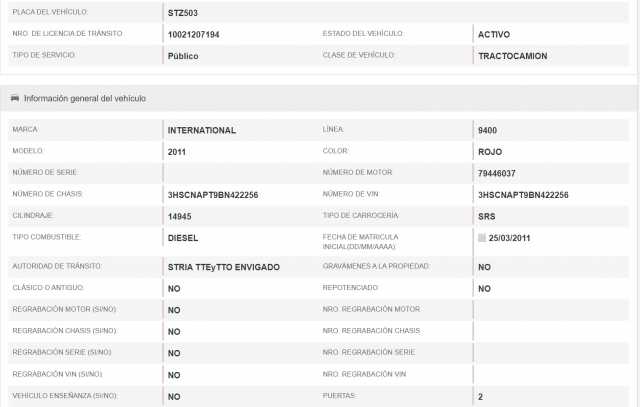 PLACA DEL VEHÍCULO: STZ503
NRO. DE LICENCIA DE TRÁNSITO: 10021207194 ESTADO DEL VEHÍCULO: ACTIVO
TIPO DE SERVICIO: Público CLASE DE VEHÍCULO: TRACTOCAMION
Información general del vehículo
MARCA: INTERNATIONAL LÍNEA: 9400
MODELO: 2011 COLOR: ROJO
NÚMERO DE SERIE: NÚMERO DE MOTOR: 79446037
NÚMERO DE CHASIS: 3HSCNAPT9BN422256 NÚMERO DE VIN: 3HSCNAPT9BN422256
CILINDRAJE: 14945 TIPO DE CARROCERÍA: SRS
TIPO COMBUSTIBLE: DIESEL FECHA DE MATRICULA
INICIAL(DD/MM/AAAA): 25/03/2011
AUTORIDAD DE TRÁNSITO: STRIA TTEyTTO ENVIGADO GRAVÁMENES A LA PROPIEDAD: NO
CLÁSICO O ANTIGUO: NO REPOTENCIADO: NO
REGRABACIÓN MOTOR (SI/NO): NO NRO. REGRABACIÓN MOTOR
REGRABACIÓN CHASIS (SI/NO): NO NRO. REGRABACIÓN CHASIS
REGRABACIÓN SERIE (SI/NO): NO NRO. REGRABACIÓN SERIE
REGRABACIÓN VIN (SI/NO): NO NRO. REGRABACIÓN VIN
VEHÍCULO ENSEÑANZA (SI/NO): NO PUERTAS: 2